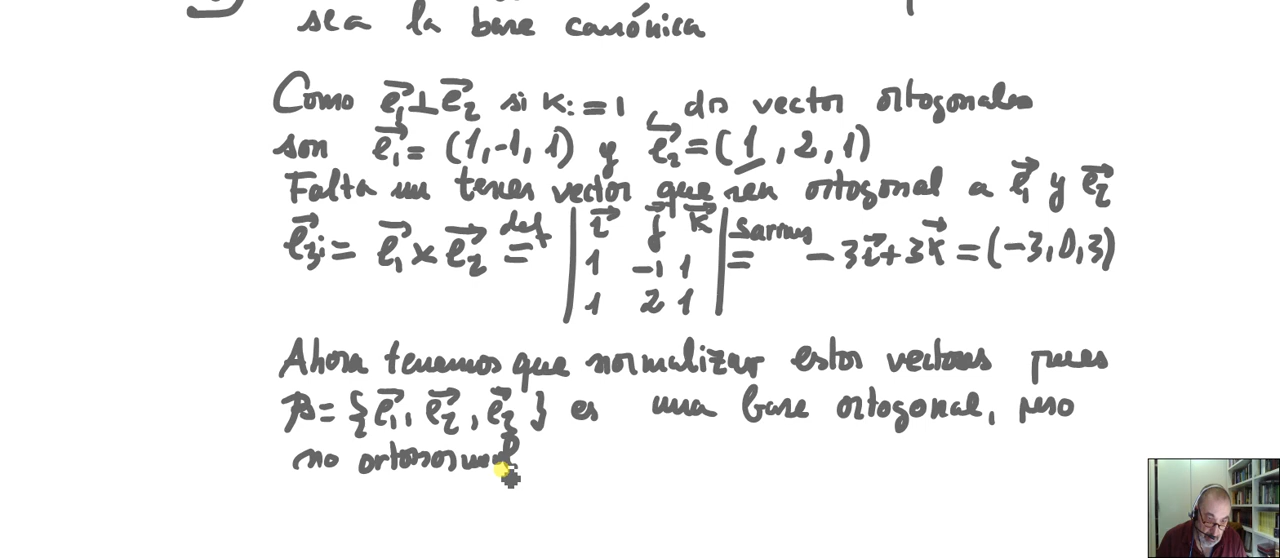 sea la base canónica
Como e₁⊥e₂ si k:=1, dos vector ortogonales
son e₁=(1,-1,1) y e₂=(1,2,1)
Falta un tercer vector que sea ortogonal a e₁ y e₂
e₃:= e₁×e₂ def= | i j k | sarrus= -3i+3k=(-3,0,3)
1 -1 1
1 2 1
Ahora tenemos que normalizar estos vectores pues
B={e₁,e₂,e₂} es una base ortogonal, pero
no ortonormal